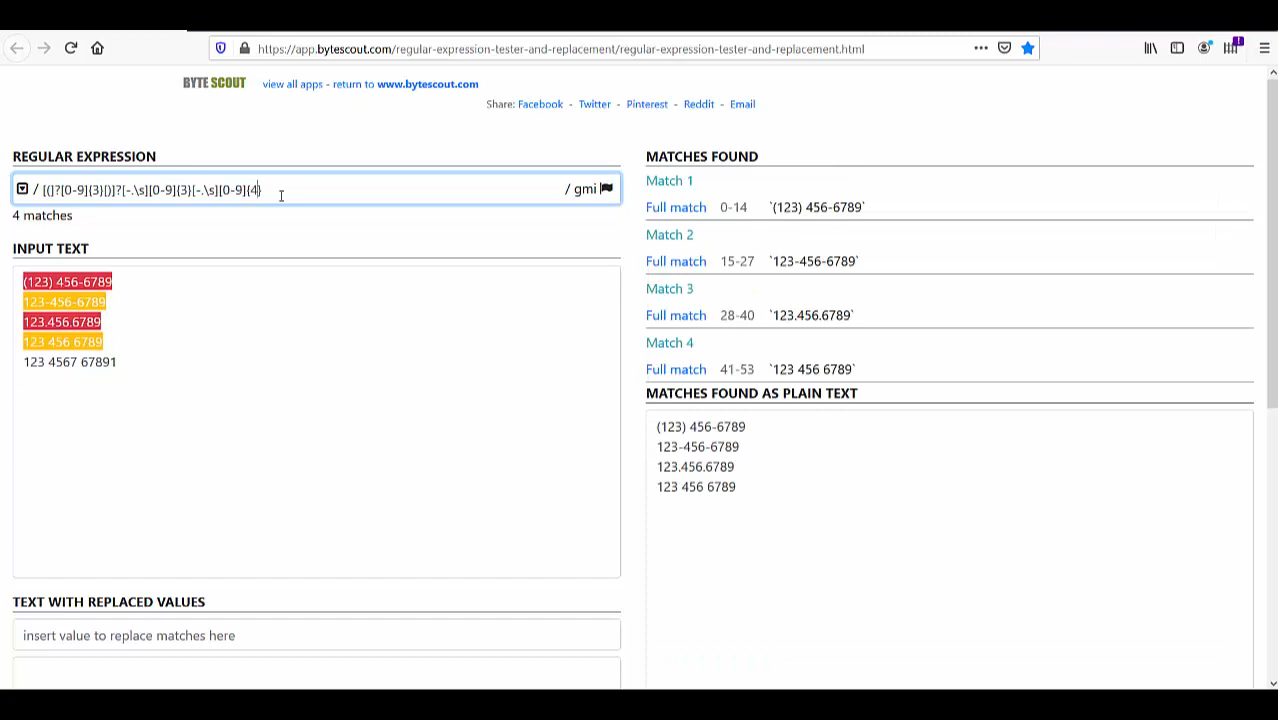 https://app.bytescout.com/regular-expression-tester-and-replacement/regular-expression-tester-and-replacement.html
BYTE SCOUT view all apps - return to www.bytescout.com
Share: Facebook - Twitter - Pinterest - Reddit - Email
REGULAR EXPRESSION
/ [(]?[0-9]{3}[)]?[-.\s][0-9]{3}[-.\s][0-9]{4} / gmi
4 matches
INPUT TEXT
(123) 456-6789
123-456-6789
123.456.6789
123 456 6789
123 4567 67891
TEXT WITH REPLACED VALUES
insert value to replace matches here
MATCHES FOUND
Match 1
Full match 0-14 `(123) 456-6789`
Match 2
Full match 15-27 `123-456-6789`
Match 3
Full match 28-40 `123.456.6789`
Match 4
Full match 41-53 `123 456 6789`
MATCHES FOUND AS PLAIN TEXT
(123) 456-6789
123-456-6789
123.456.6789
123 456 6789